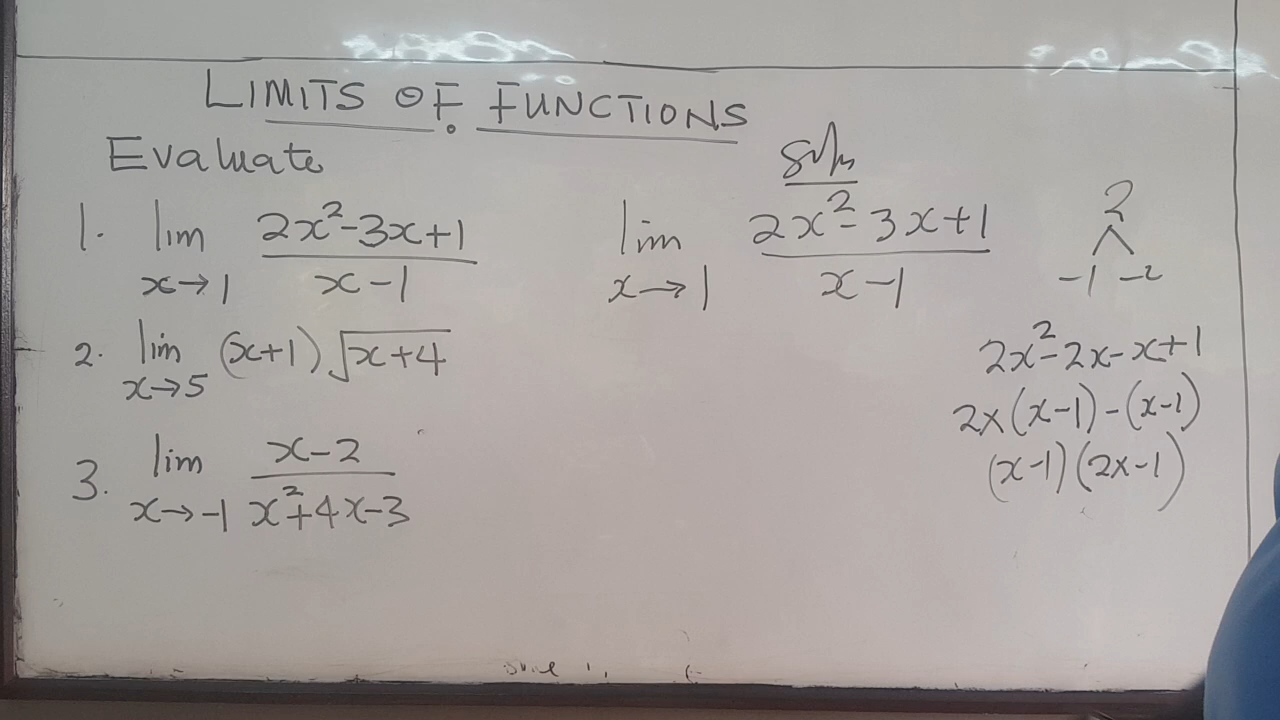 LIMITS OF FUNCTIONS
Evaluate
1. lim x→1 (2x²-3x+1)/(x-1)
2. lim x→5 (x+1)√(x+4)
3. lim x→-1 (x-2)/(x²+4x-3)
Soln
lim x→1 (2x²-3x+1)/(x-1)
2
-1 -2
2x²-2x-x+1
2x(x-1)-(x-1)
(x-1)(2x-1)